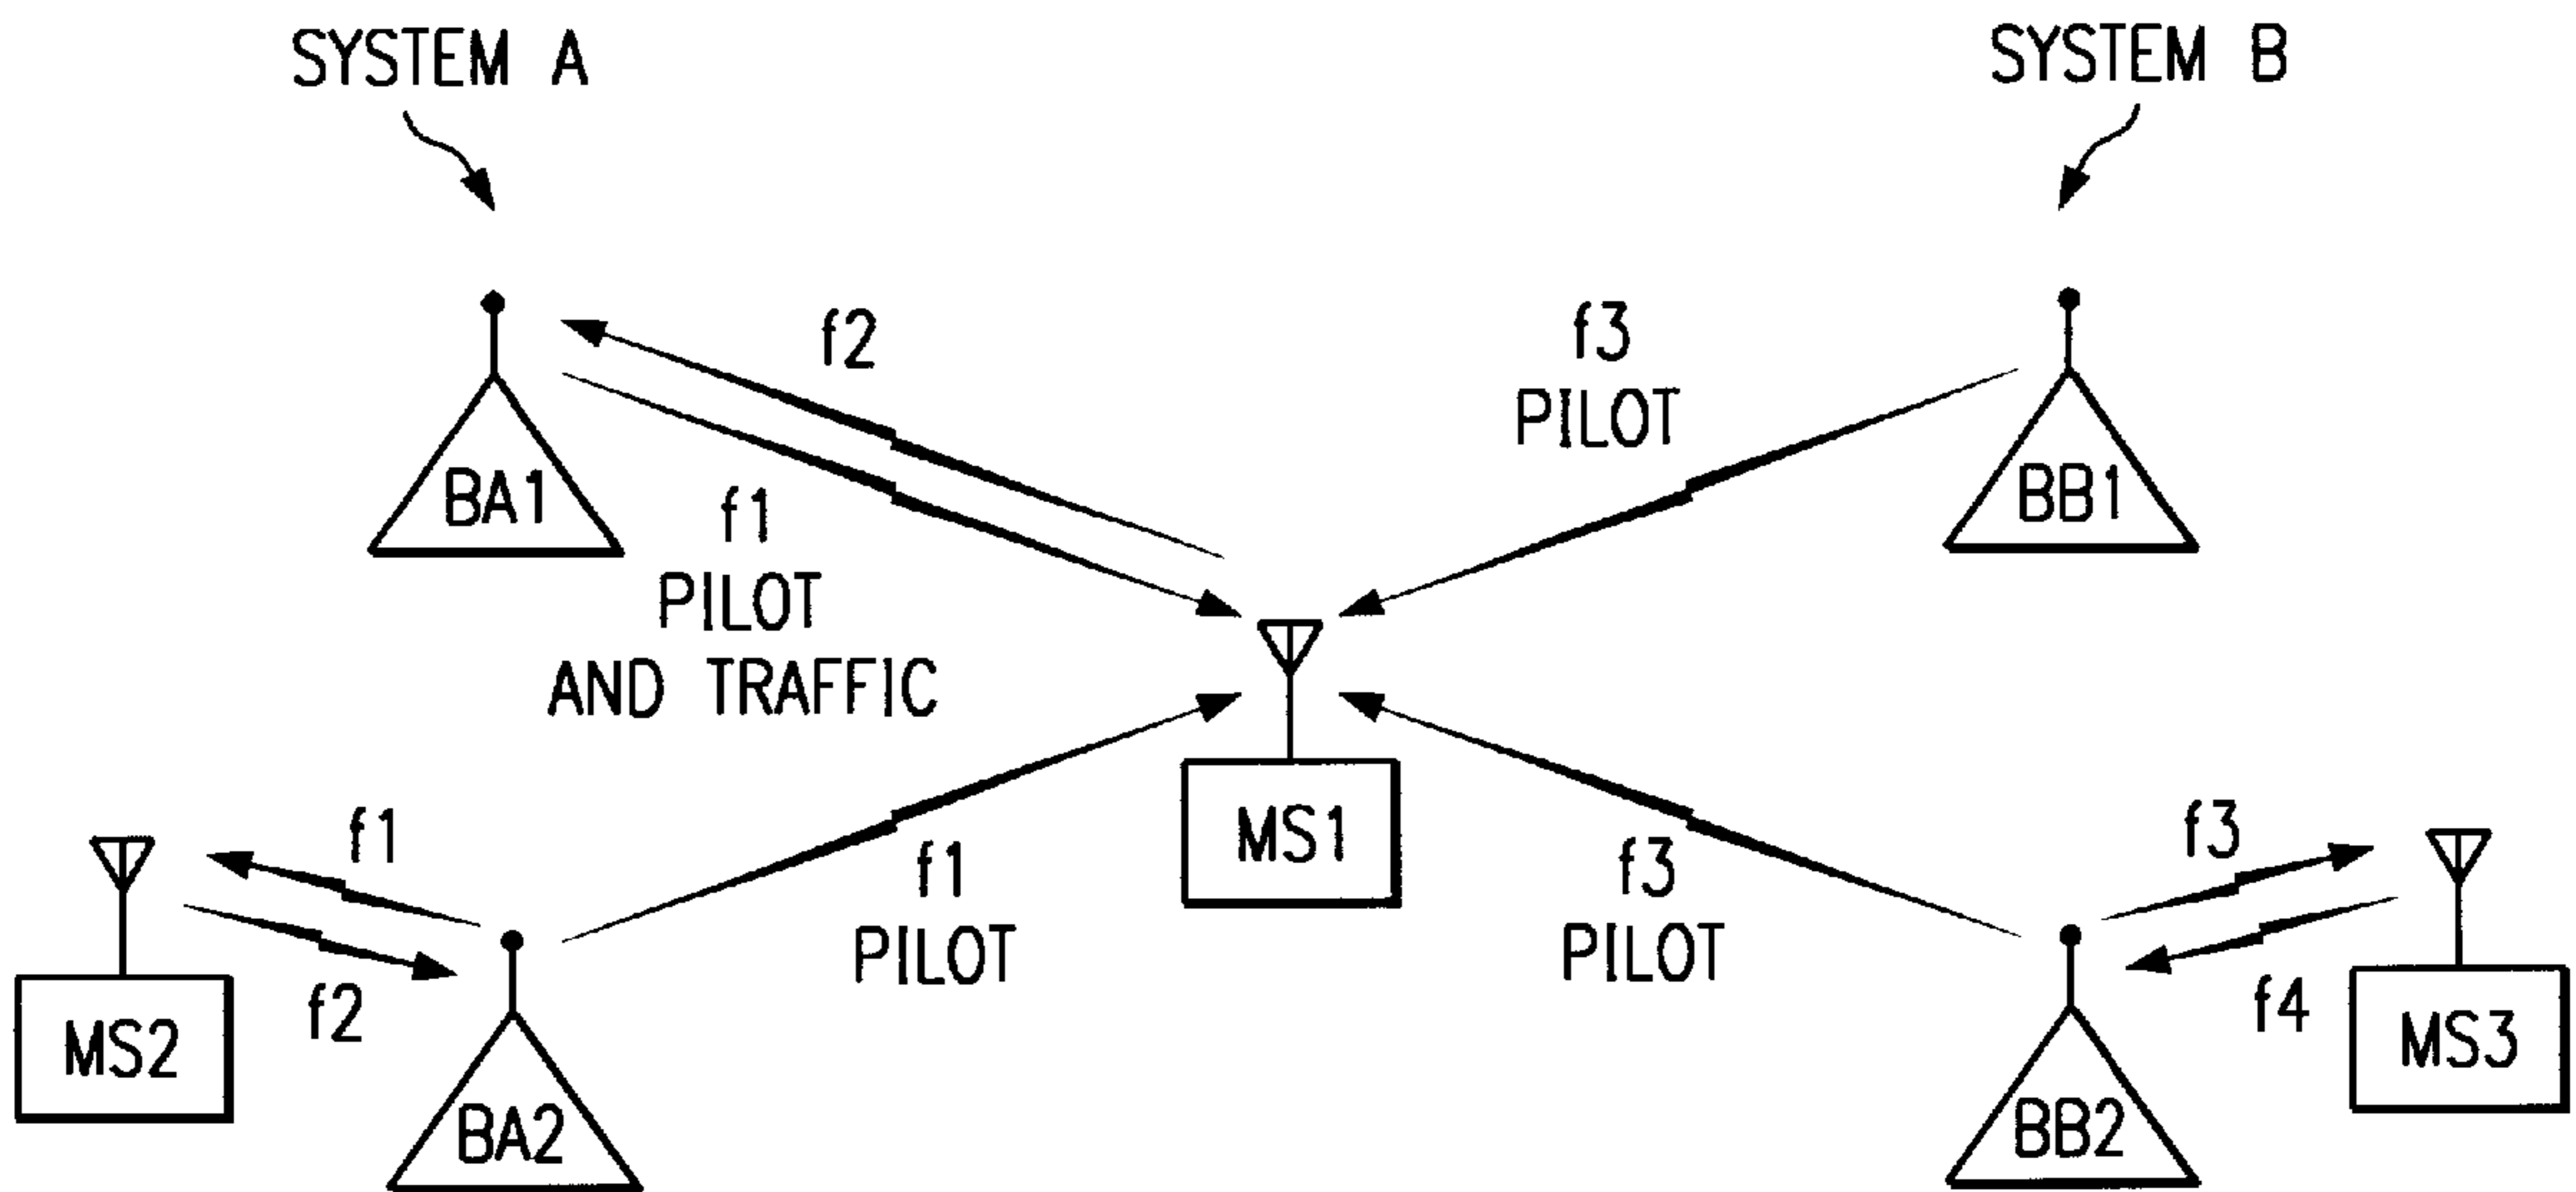 SYSTEM A
SYSTEM B
f2
f3
PILOT
BA1
f1
PILOT
AND TRAFFIC
BB1
MS1
f1
f2
MS2
BA2
f1
PILOT
f3
PILOT
f3
f4
MS3
BB2